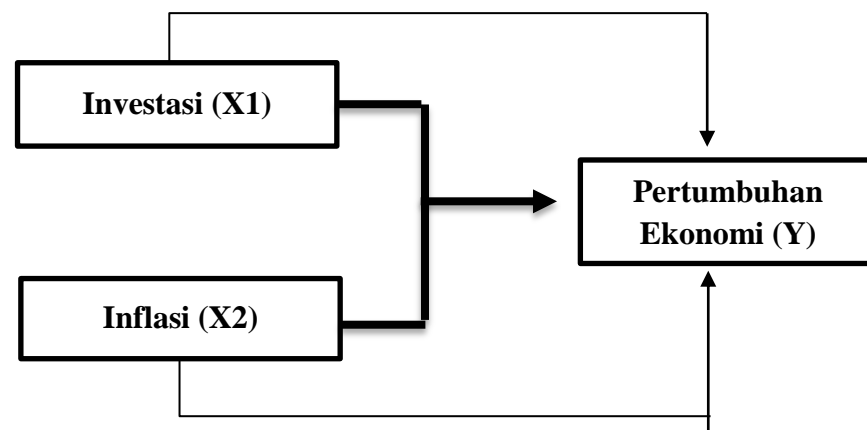 Investasi (X1)
Pertumbuhan
Ekonomi (Y)
Inflasi (X2)